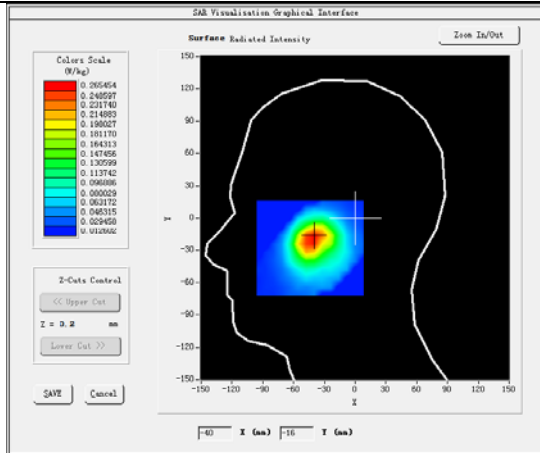 SAR Visualisation Graphical Interface
Surface Radiated Intensity
Zoom In/Out
Colors Scale
(W/kg)
0.265454
0.248597
0.231740
0.214883
0.198027
0.181170
0.164313
0.147456
0.130599
0.113742
0.096886
0.080029
0.063172
0.046315
0.029458
0.012602
Z-Cuts Control
<< Upper Cut
Z = 0.2 mm
Lower Cut >>
SAVE Cancel
150
120
90
60
30
0
-30
-60
-90
-120
-150
Y
-150 -120 -90 -60 -30 0 30 60 90 120 150
X
-40 X (mm) -16 Y (mm)